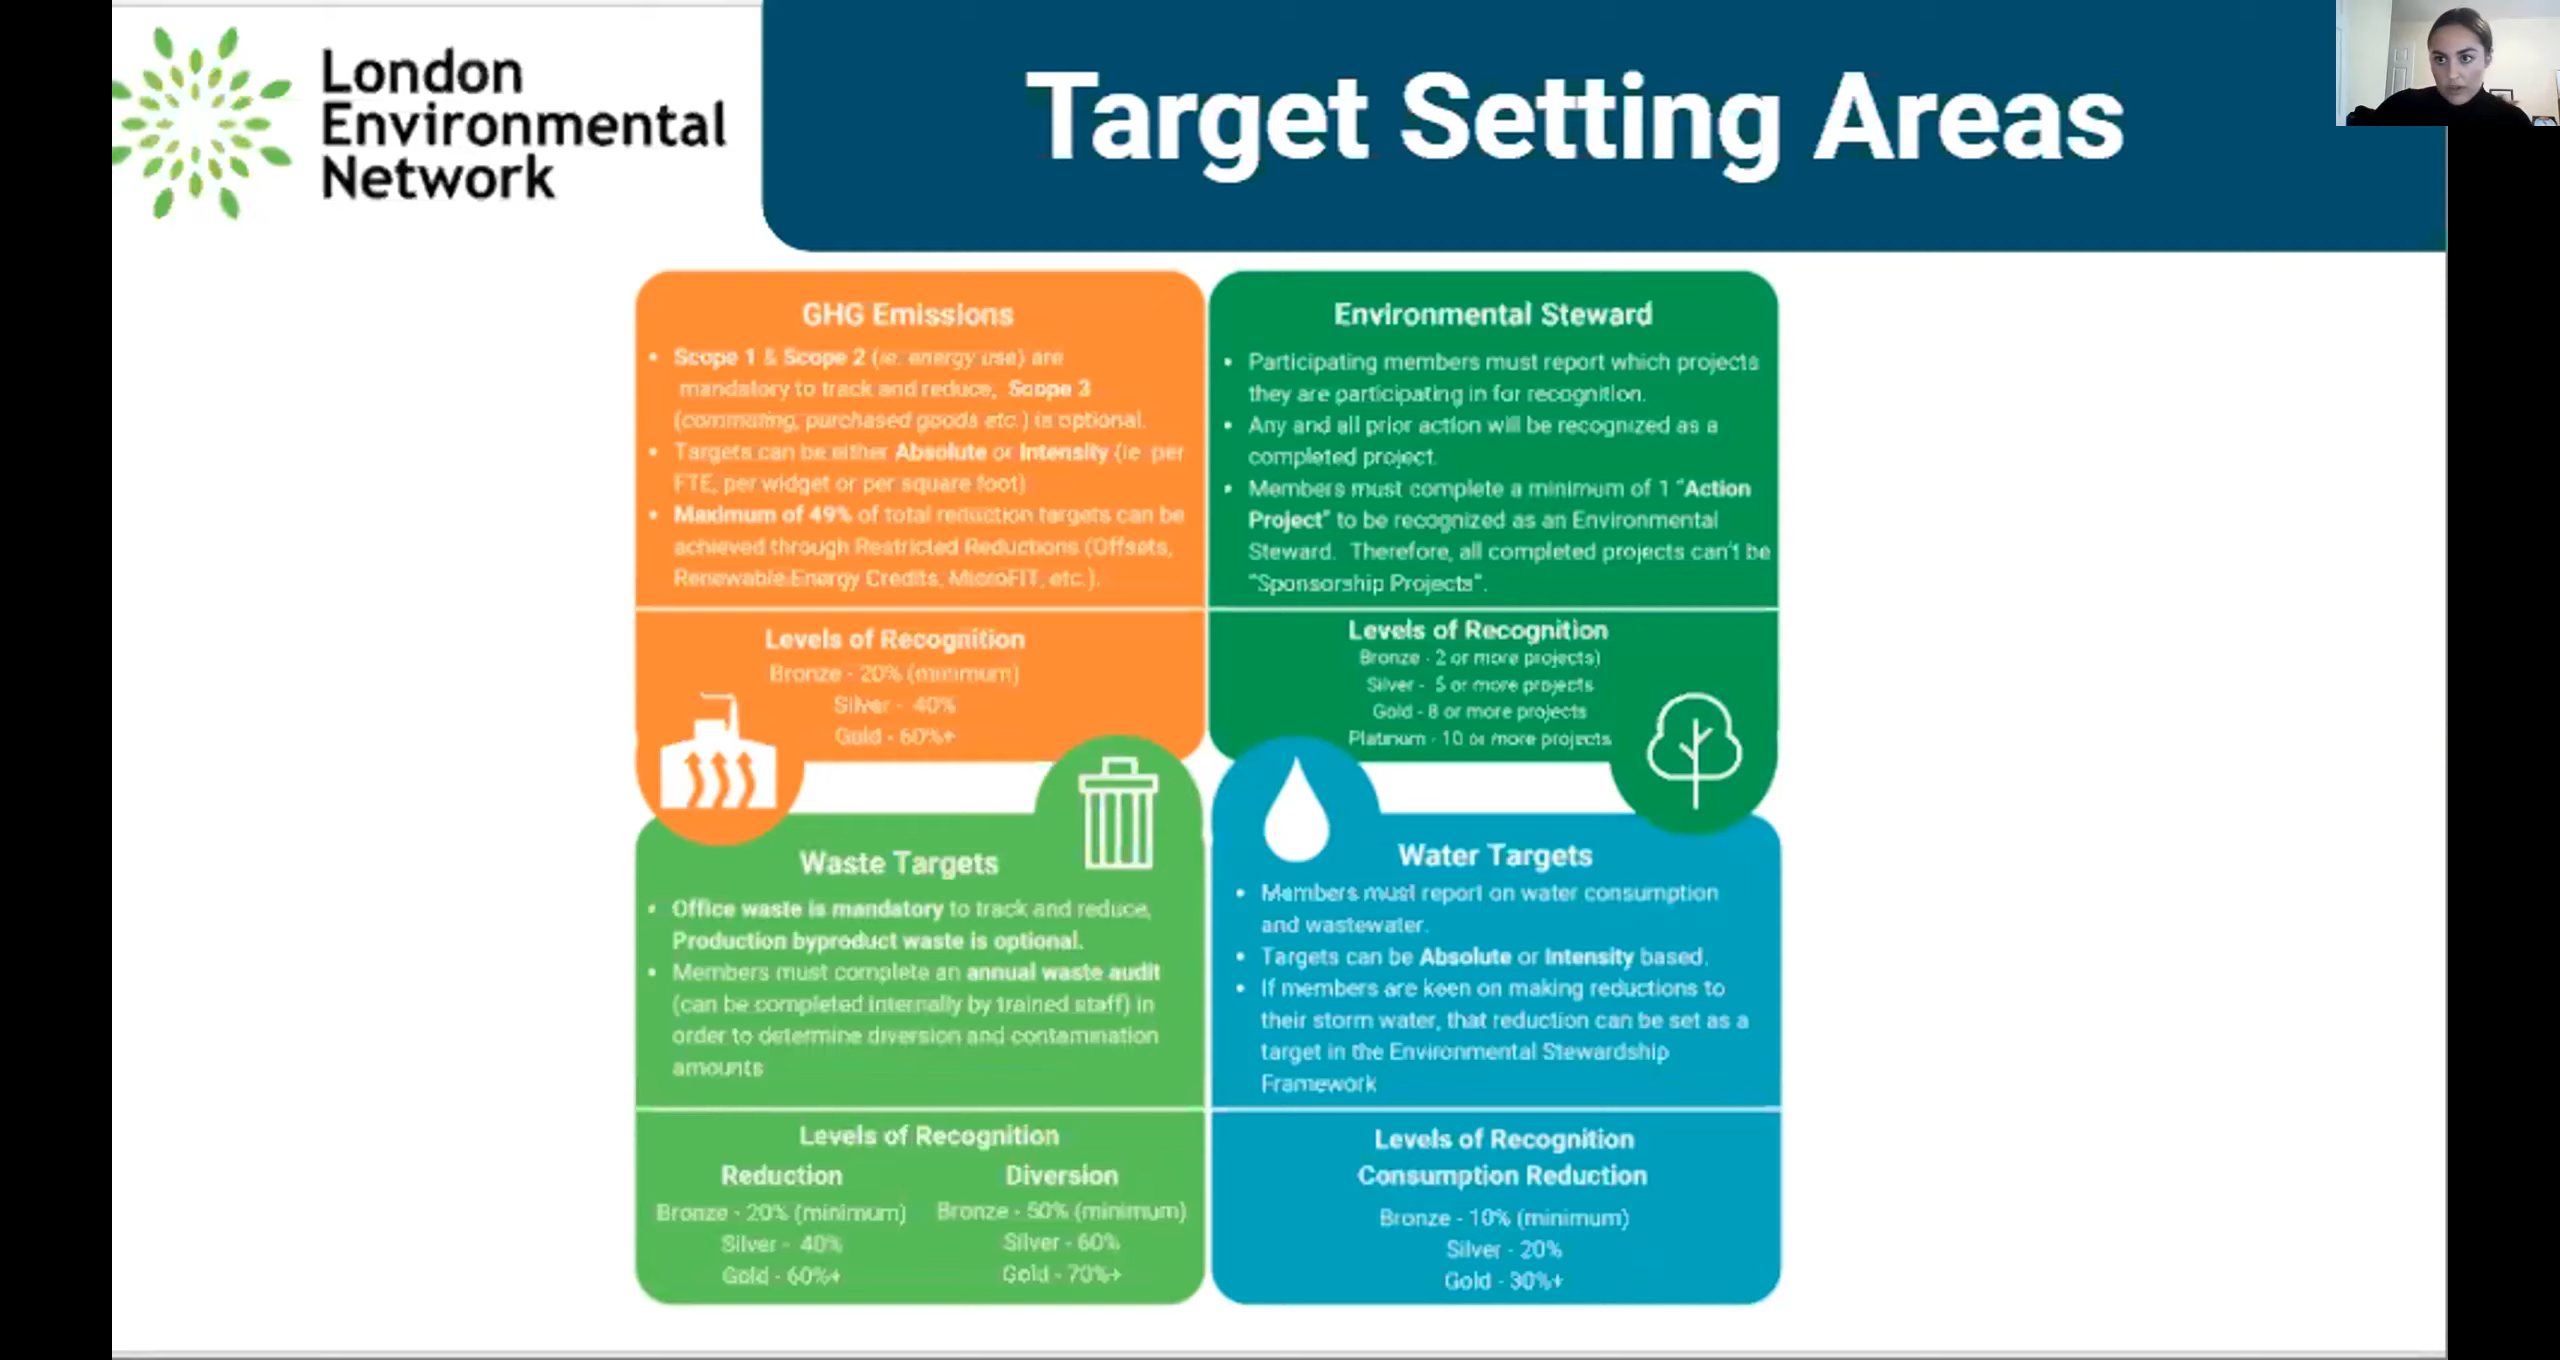 London
Environmental
Network
Target Setting Areas
GHG Emissions
• Scope 1 & Scope 2 (ie. energy use) are
mandatory to track and reduce, Scope 3
(commuting, purchased goods etc.) is optional.
• Targets can be either Absolute or Intensity (ie per
FTE, per widget or per square foot)
• Maximum of 49% of total reduction targets can be
achieved through Restricted Reductions (Offsets,
Renewable Energy Credits, MicroFIT, etc.).
Levels of Recognition
Bronze - 20% (minimum)
Silver - 40%
Gold - 60%+
Environmental Steward
• Participating members must report which projects
they are participating in for recognition.
• Any and all prior action will be recognized as a
completed project.
• Members must complete a minimum of 1 "Action
Project" to be recognized as an Environmental
Steward. Therefore, all completed projects can't be
"Sponsorship Projects".
Levels of Recognition
Bronze - 2 or more projects)
Silver - 5 or more projects
Gold - 8 or more projects
Platinum - 10 or more projects
Waste Targets
• Office waste is mandatory to track and reduce,
Production byproduct waste is optional.
• Members must complete an annual waste audit
(can be completed internally by trained staff) in
order to determine diversion and contamination
amounts
Levels of Recognition
Reduction
Bronze - 20% (minimum)
Silver - 40%
Gold - 60%+
Diversion
Bronze - 50% (minimum)
Silver - 60%
Gold - 70%+
Water Targets
• Members must report on water consumption
and wastewater.
• Targets can be Absolute or Intensity based.
• If members are keen on making reductions to
their storm water, that reduction can be set as a
target in the Environmental Stewardship
Framework
Levels of Recognition
Consumption Reduction
Bronze - 10% (minimum)
Silver - 20%
Gold - 30%+